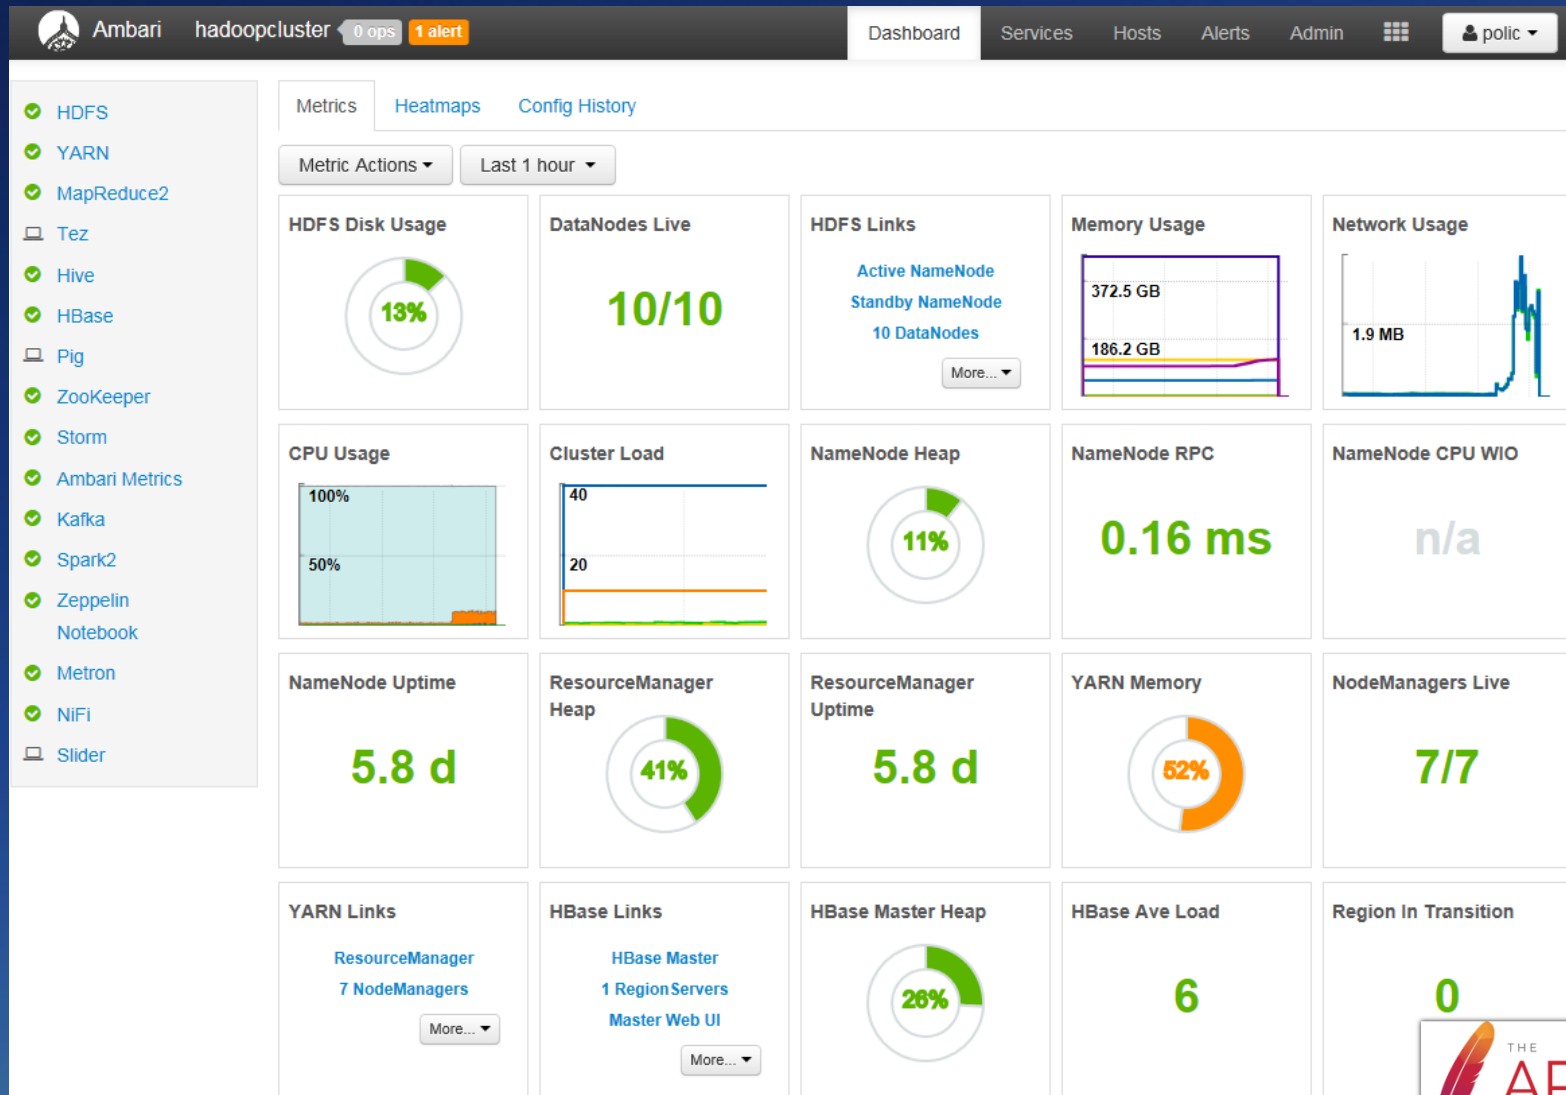 Ambari hadoopcluster 0 ops 1 alert Dashboard Services Hosts Alerts Admin polic
HDFS
YARN
MapReduce2
Tez
Hive
HBase
Pig
ZooKeeper
Storm
Ambari Metrics
Kafka
Spark2
Zeppelin
Notebook
Metron
NiFi
Slider
Metrics Heatmaps Config History
Metric Actions Last 1 hour
HDFS Disk Usage
13%
DataNodes Live
10/10
HDFS Links
Active NameNode
Standby NameNode
10 DataNodes
More...
Memory Usage
372.5 GB
186.2 GB
Network Usage
1.9 MB
CPU Usage
100%
50%
Cluster Load
40
20
NameNode Heap
11%
NameNode RPC
0.16 ms
NameNode CPU WIO
n/a
NameNode Uptime
5.8 d
ResourceManager
Heap
41%
ResourceManager
Uptime
5.8 d
YARN Memory
52%
NodeManagers Live
7/7
YARN Links
ResourceManager
7 NodeManagers
More...
HBase Links
HBase Master
1 RegionServers
Master Web UI
More...
HBase Master Heap
26%
HBase Ave Load
6
Region In Transition
0
THE